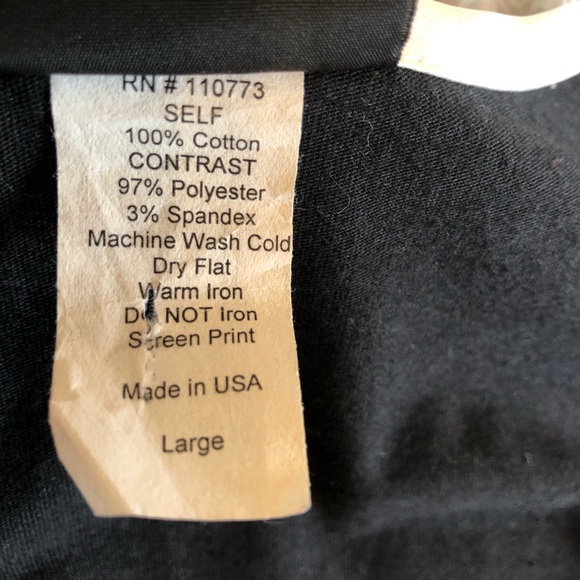 RN # 110773
SELF
100% Cotton
CONTRAST
97% Polyester
3% Spandex
Machine Wash Cold
Dry Flat
Warm Iron
Do NOT Iron
Screen Print
Made in USA
Large